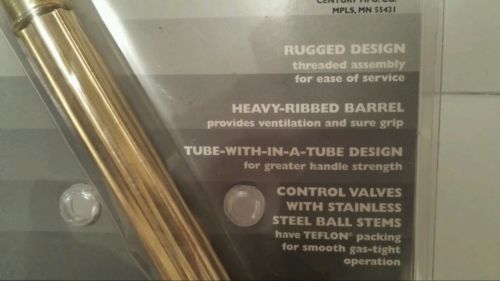 CENTURY MFG. CO.
MPLS, MN 55431
RUGGED DESIGN
threaded assembly
for ease of service
HEAVY-RIBBED BARREL
provides ventilation and sure grip
TUBE-WITH-IN-A-TUBE DESIGN
for greater handle strength
CONTROL VALVES
WITH STAINLESS
STEEL BALL STEMS
have TEFLON® packing
for smooth gas-tight
operation